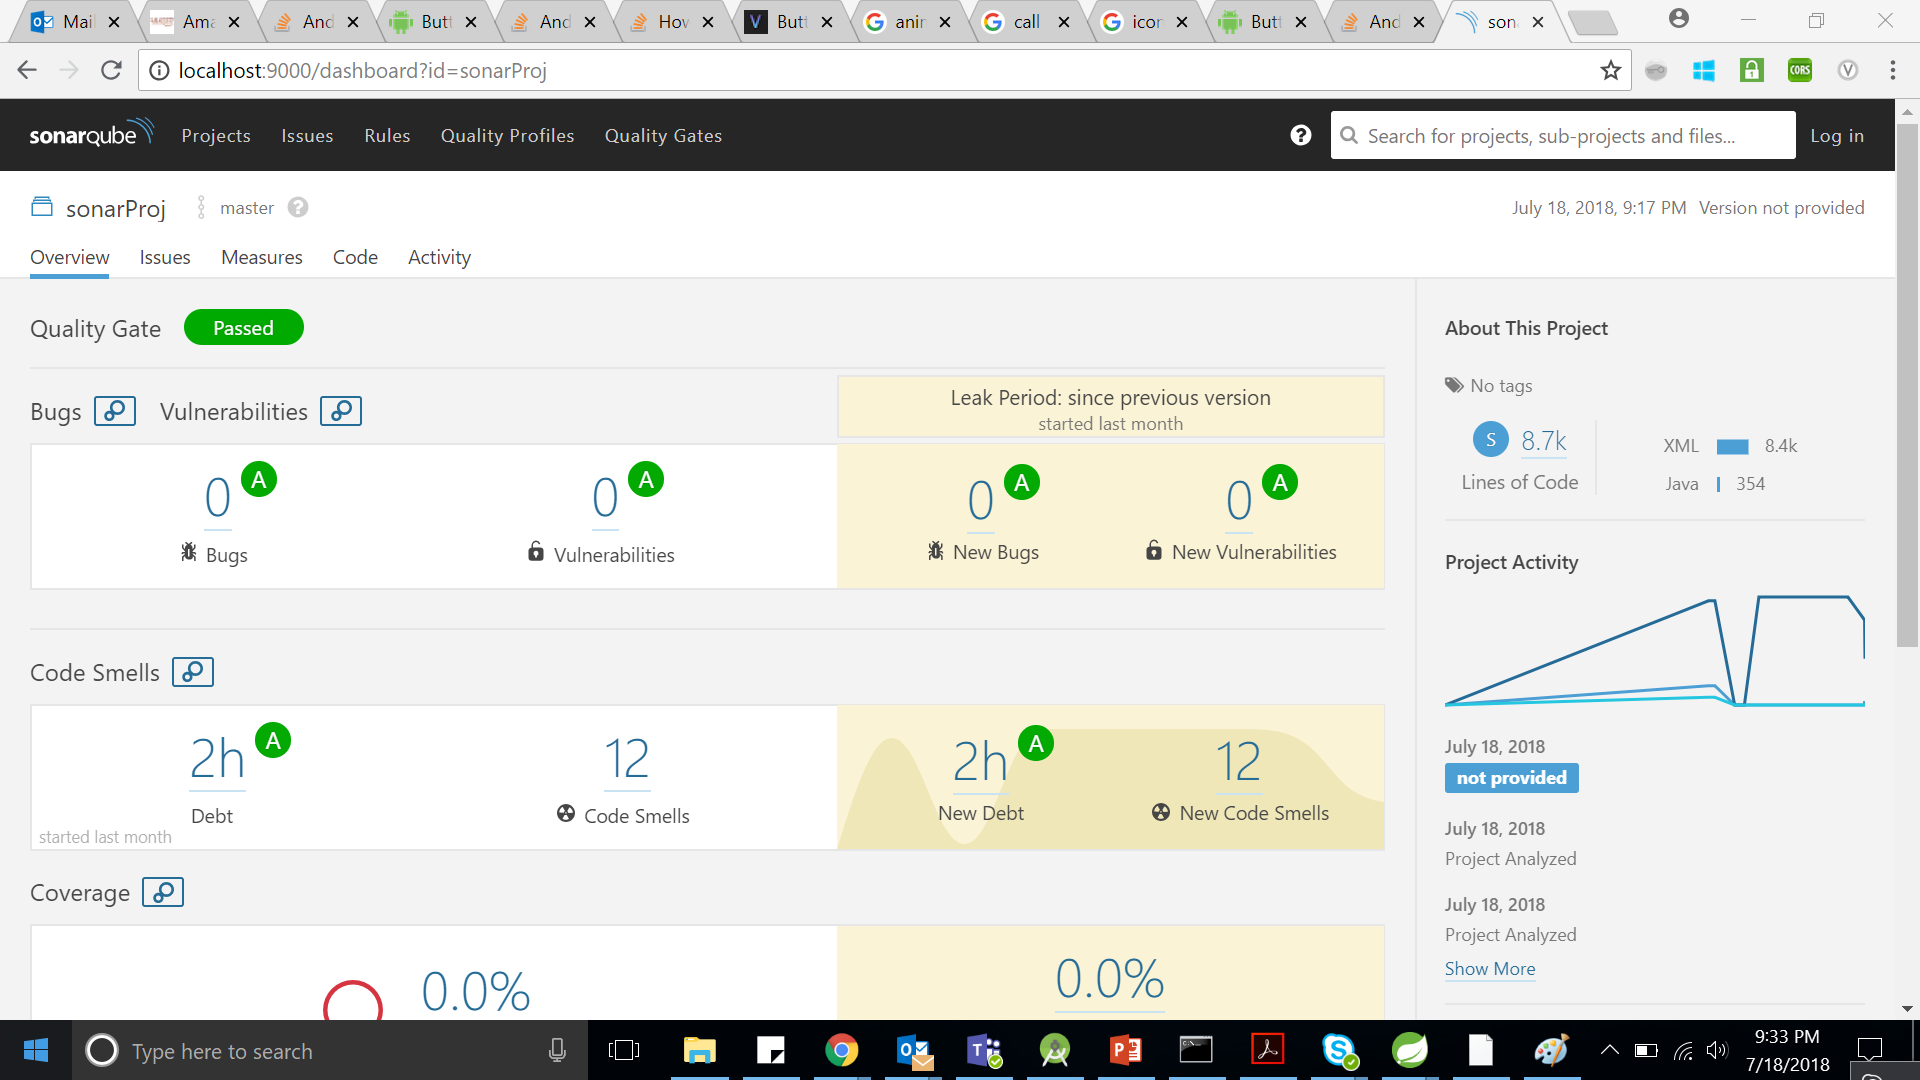 Mail
Ama
And
Butt
And
How
Butt
anim
call
icon
Butt
And
sona
localhost:9000/dashboard?id=sonarProj
CORS
sonarqube Projects Issues Rules Quality Profiles Quality Gates
Search for projects, sub-projects and files...
Log in
sonarProj master
July 18, 2018, 9:17 PM Version not provided
Overview Issues Measures Code Activity
Quality Gate Passed
Bugs Vulnerabilities
Leak Period: since previous version
started last month
0 A
Bugs
0 A
Vulnerabilities
0 A
New Bugs
0 A
New Vulnerabilities
Code Smells
2h A
Debt
started last month
12
Code Smells
2h A
New Debt
12
New Code Smells
Coverage
0.0%
0.0%
About This Project
No tags
S 8.7k
Lines of Code
XML 8.4k
Java 354
Project Activity
July 18, 2018
not provided
July 18, 2018
Project Analyzed
July 18, 2018
Project Analyzed
Show More
Type here to search
9:33 PM
7/18/2018